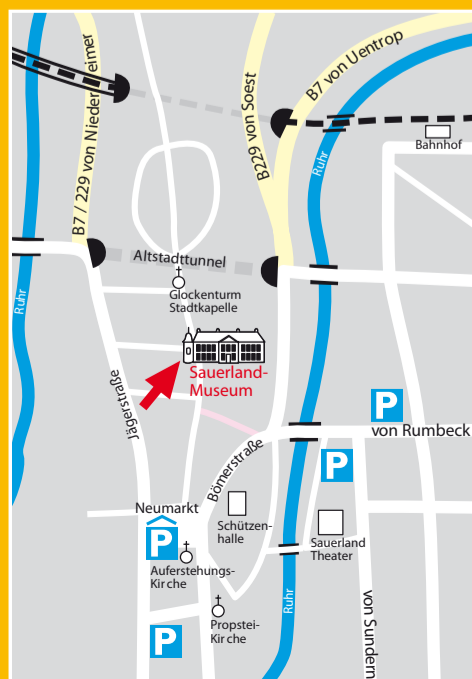 B7 / 229 von Niedereimer
B229 von Soest
B7 von Uentrop
Bahnhof
Ruhr
Altstadttunnel
Glockenturm
Stadtkapelle
Ruhr
Sauerland-
Museum
Jägerstraße
P
von Rumbeck
Bömerstraße
P
Neumarkt
Schützen-
halle
P
Sauerland
Theater
Auferstehungs-
Kirche
Ruhr
von Sundern
Propstei-
Kirche
P